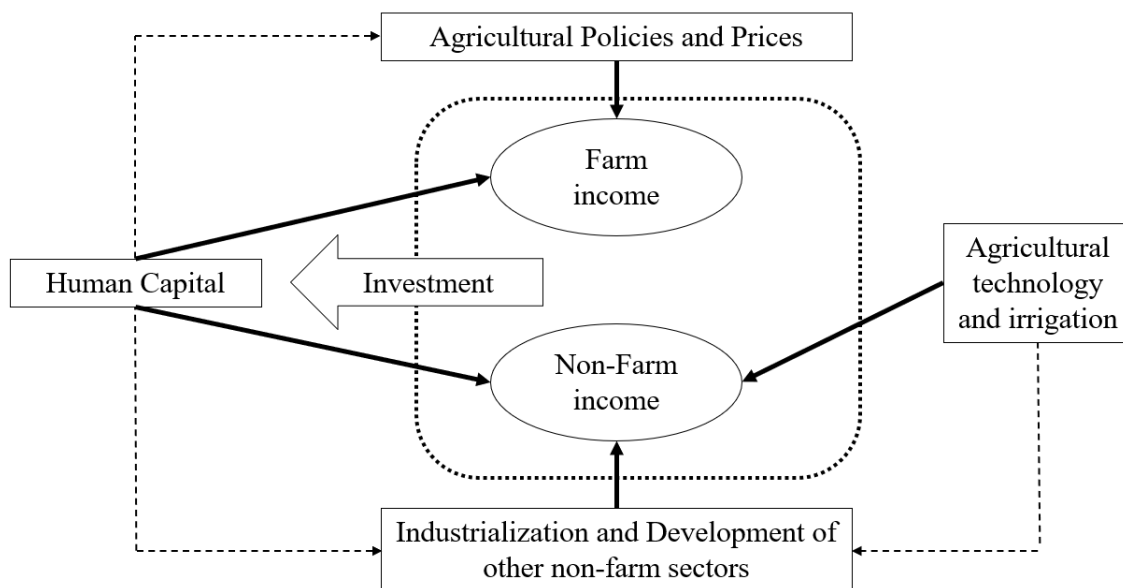 Agricultural Policies and Prices
Farm
income
Human Capital
Investment
Agricultural
technology
and irrigation
Non-Farm
income
Industrialization and Development of
other non-farm sectors